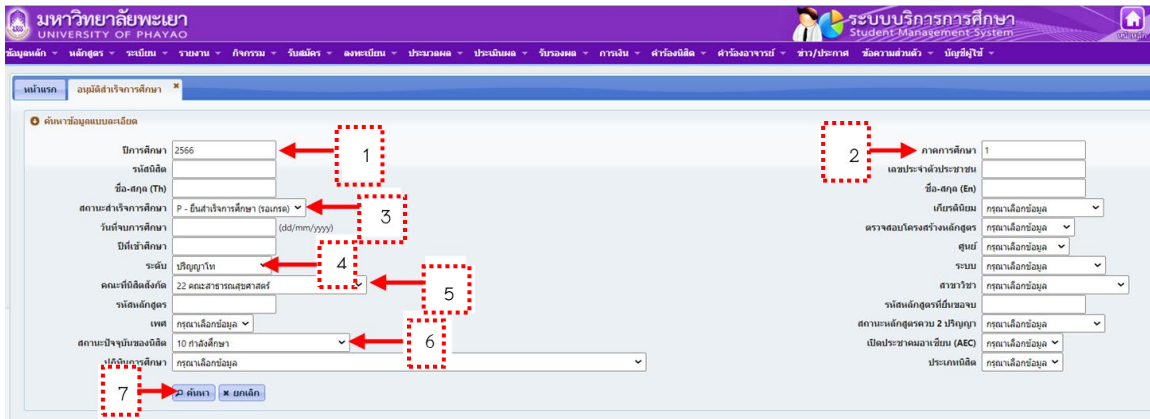 มหาวิทยาลัยพะเยา
UNIVERSITY OF PHAYAO
ระบบบริการการศึกษา
Student Management System
ข้อมูลหลัก หลักสูตร ระเบียน รายงาน กิจกรรม รับสมัคร ลงทะเบียน ประมวลผล ประเมินผล รับรองผล การเงิน คำร้องนิสิต คำร้องอาจารย์ ข่าว/ประกาศ ข้อความส่วนตัว บัญชีผู้ใช้
หน้าแรก อนุมัติสำเร็จการศึกษา
ค้นหาข้อมูลแบบละเอียด
ปีการศึกษา 2566 1 2 ภาคการศึกษา 1
รหัสนิสิต เลขประจำตัวประชาชน
ชื่อ-สกุล (Th) ชื่อ-สกุล (En)
สถานะสำเร็จการศึกษา P - ยื่นสำเร็จการศึกษา (รอเกรด) 3 เกียรตินิยม กรุณาเลือกข้อมูล
วันที่จบการศึกษา (dd/mm/yyyy) ตรวจสอบโครงสร้างหลักสูตร กรุณาเลือกข้อมูล
ปีที่เข้าศึกษา ศูนย์ กรุณาเลือกข้อมูล
ระดับ ปริญญาโท 4 ระบบ กรุณาเลือกข้อมูล
คณะที่นิสิตสังกัด 22 คณะสาธารณสุขศาสตร์ 5 สาขาวิชา กรุณาเลือกข้อมูล
รหัสหลักสูตร รหัสหลักสูตรที่ยื่นขอจบ
เพศ กรุณาเลือกข้อมูล สถานะหลักสูตรควบ 2 ปริญญา กรุณาเลือกข้อมูล
สถานะปัจจุบันของนิสิต 10 กำลังศึกษา 6 เปิดประชาคมอาเซียน (AEC) กรุณาเลือกข้อมูล
ปฏิทินการศึกษา กรุณาเลือกข้อมูล ประเภทนิสิต กรุณาเลือกข้อมูล
7 ค้นหา ยกเลิก